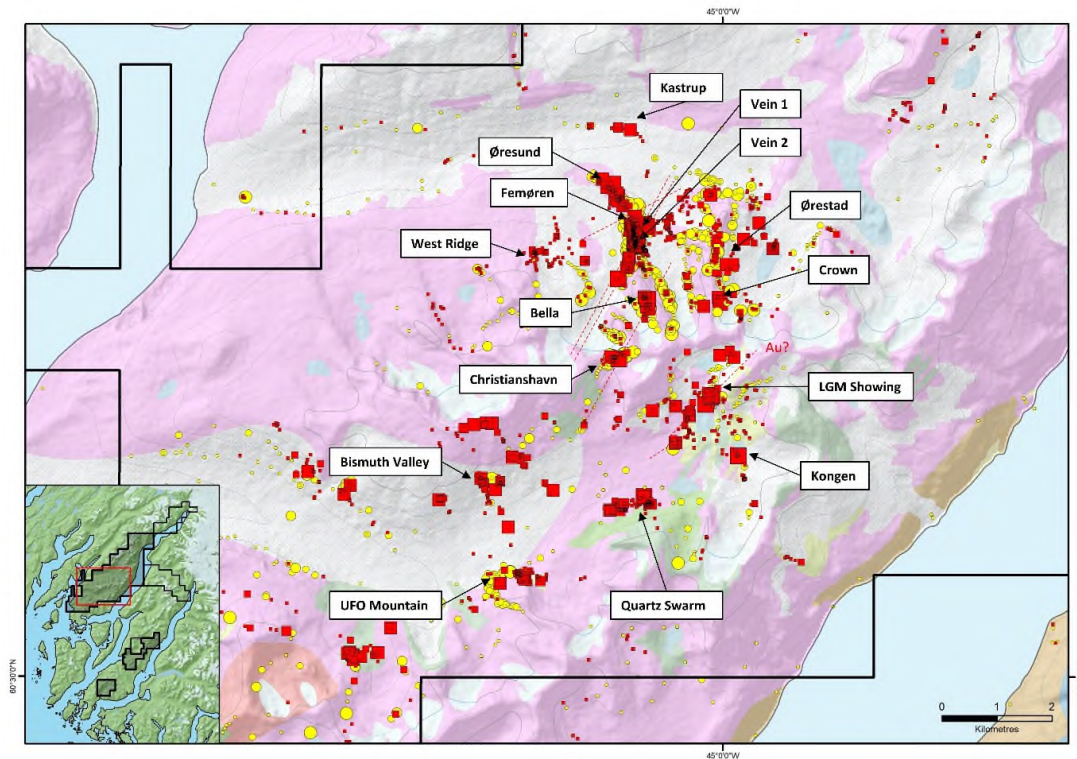 45°0'0"W
Kastrup
Vein 1
Vein 2
Øresund
Femøren
Ørestad
West Ridge
Crown
Bella
Au?
Christianshavn
LGM Showing
Bismuth Valley
Kongen
UFO Mountain
Quartz Swarm
60°30'0"N
0 1 2
Kilometres
45°0'0"W